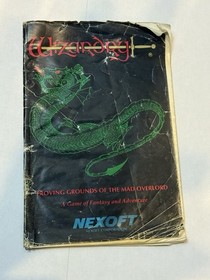 Wizardry
PROVING GROUNDS OF THE MAD OVERLORD
A Game of Fantasy and Adventure
NEXOFT